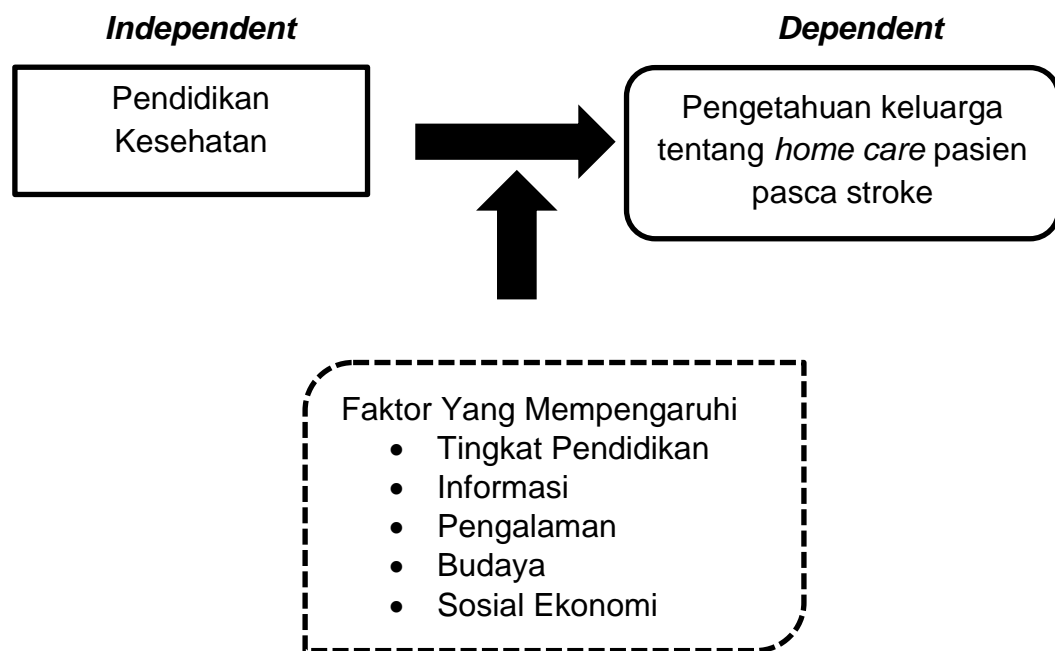 Independent
Dependent
Pendidikan
Kesehatan
Pengetahuan keluarga
tentang home care pasien
pasca stroke
Faktor Yang Mempengaruhi
• Tingkat Pendidikan
• Informasi
• Pengalaman
• Budaya
• Sosial Ekonomi